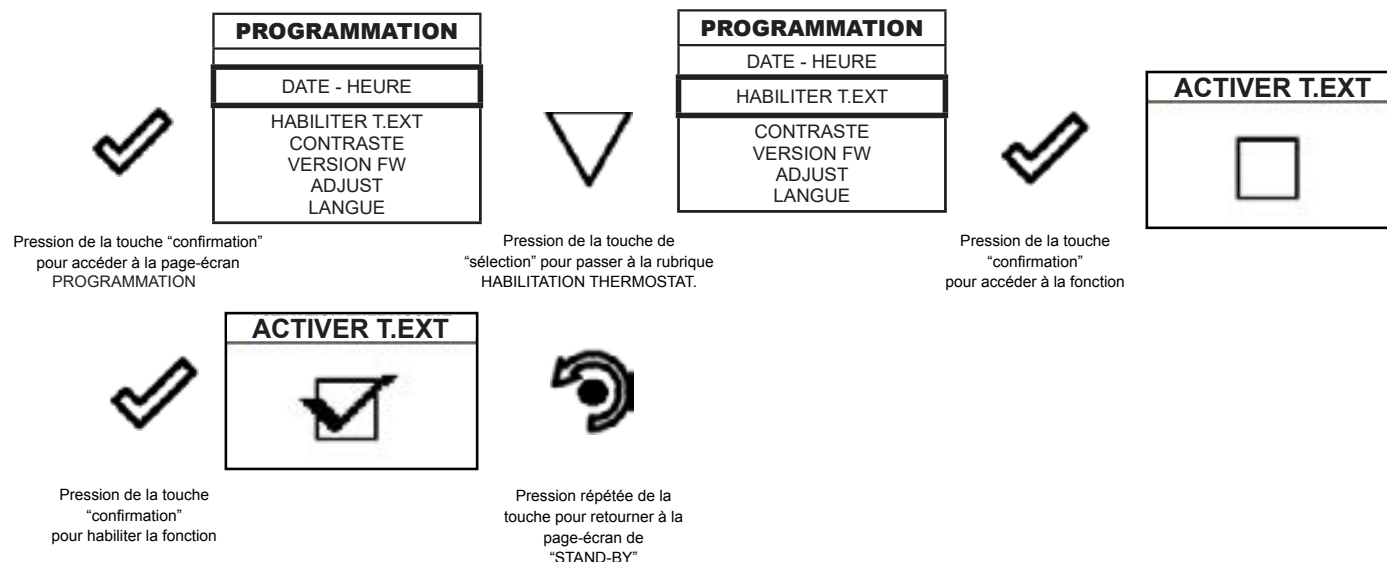 PROGRAMMATION
DATE - HEURE
HABILITER T.EXT
CONTRASTE
VERSION FW
ADJUST
LANGUE
Pression de la touche “confirmation”
pour accéder à la page-écran
PROGRAMMATION
PROGRAMMATION
DATE - HEURE
HABILITER T.EXT
CONTRASTE
VERSION FW
ADJUST
LANGUE
Pression de la touche de
“sélection” pour passer à la rubrique
HABILITATION THERMOSTAT.
ACTIVER T.EXT
Pression de la touche
“confirmation”
pour accéder à la fonction
ACTIVER T.EXT
Pression de la touche
“confirmation”
pour habiliter la fonction
Pression répétée de la
touche pour retourner à la
page-écran de
“STAND-BY”